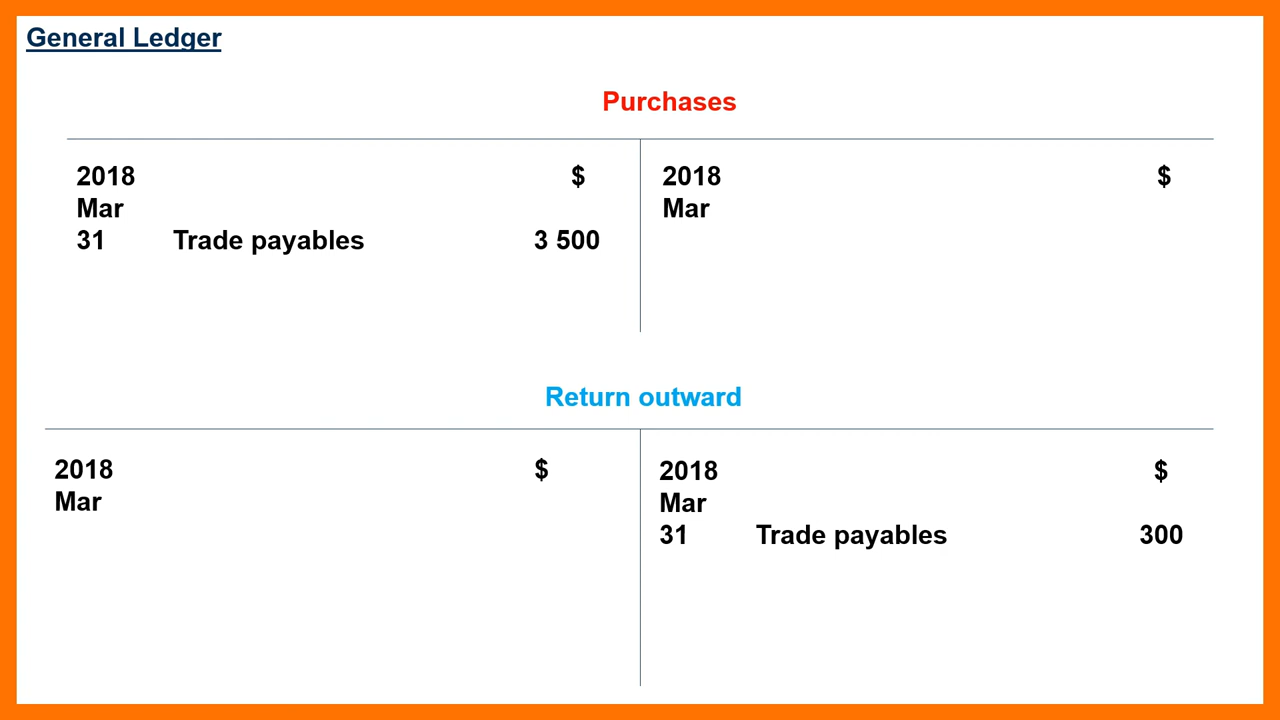 General Ledger
Purchases
2018 $ 2018 $
Mar Mar
31 Trade payables 3 500
Return outward
2018 $ 2018 $
Mar Mar
31 Trade payables 300